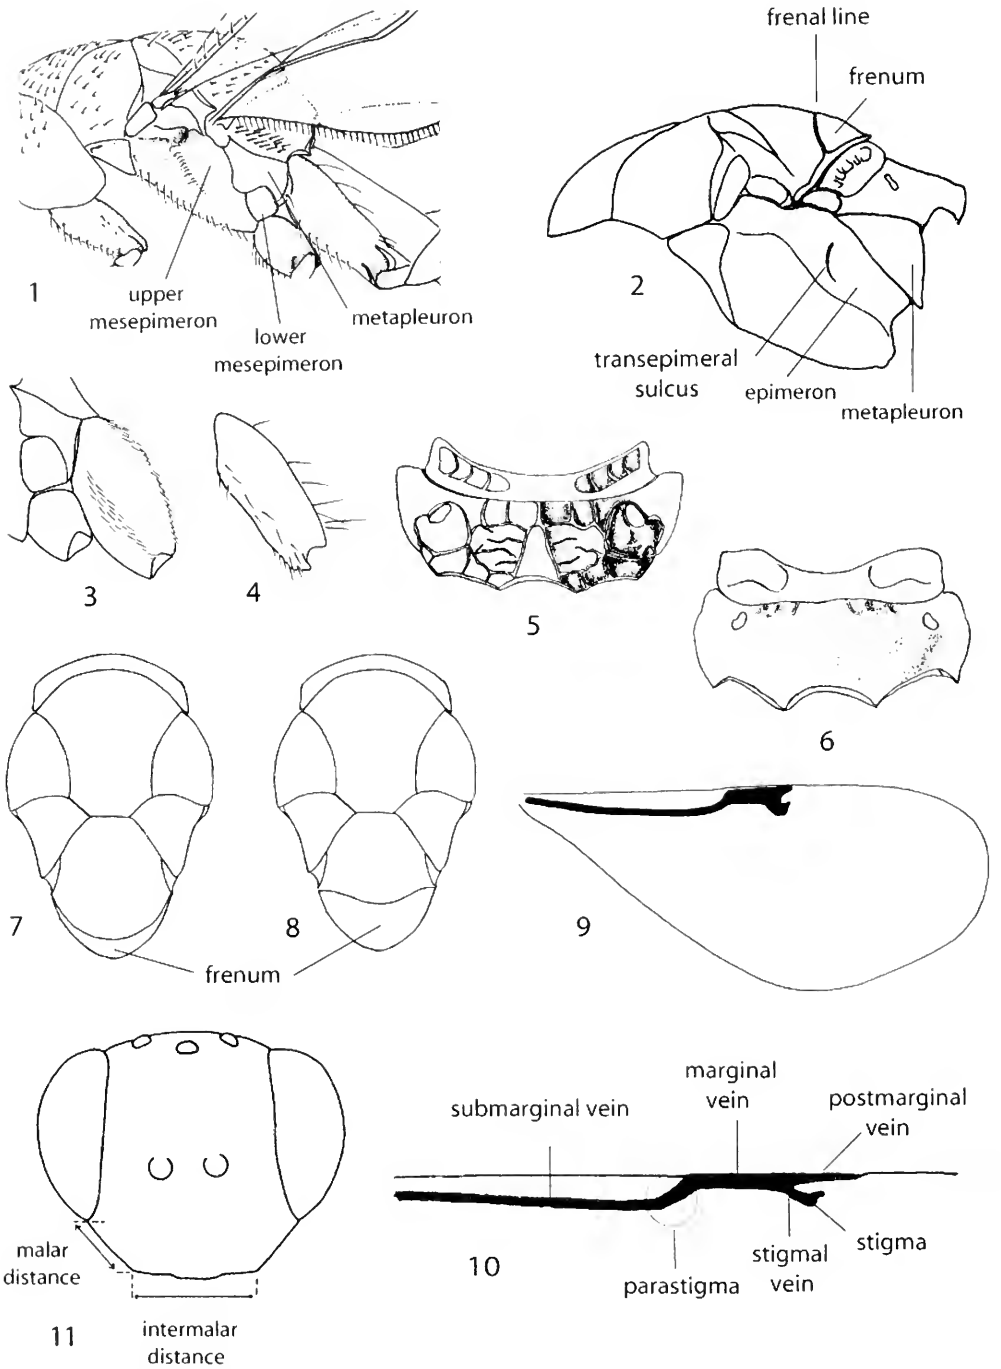 frenal line
frenum
1
upper
mesepimeron
lower
mesepimeron
metapleuron
2
transepimeral
sulcus
epimeron
metapleuron
3
4
5
6
7
8
frenum
9
11
malar
distance
intermalar
distance
10
submarginal vein
marginal
vein
postmarginal
vein
parastigma
stigmal
vein
stigma